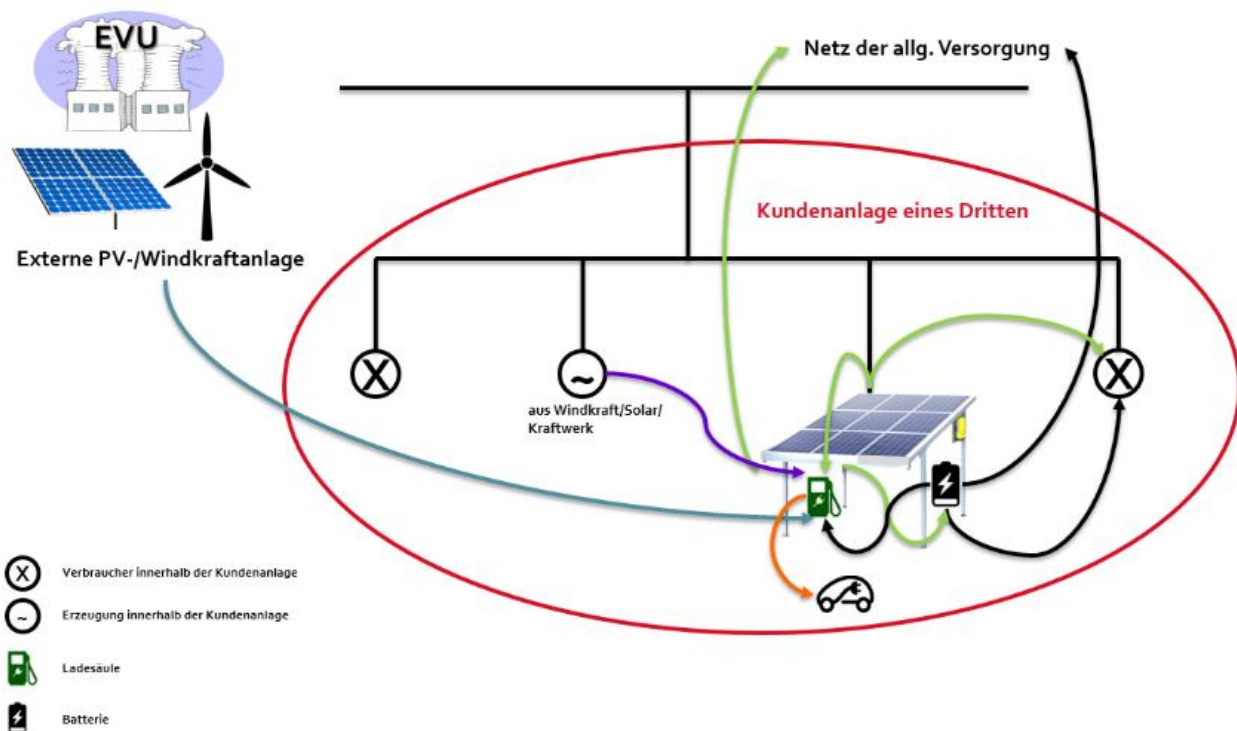 EVU
Netz der allg. Versorgung
Kundenanlage eines Dritten
Externe PV-/Windkraftanlage
X
~
X
aus Windkraft/Solar/
Kraftwerk
X Verbraucher innerhalb der Kundenanlage
~ Erzeugung innerhalb der Kundenanlage
Ladesäule
Batterie